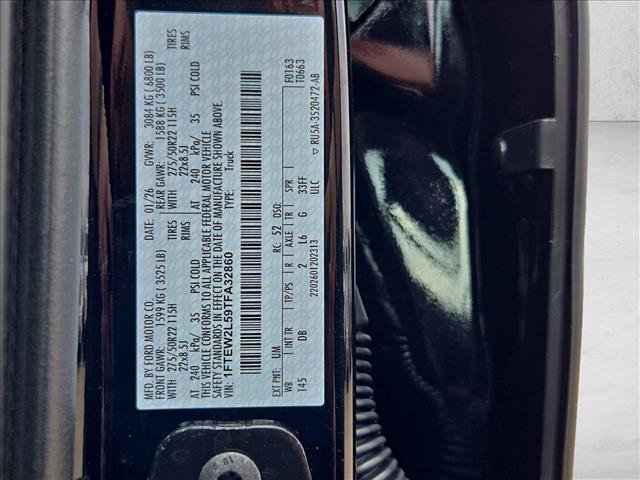 MFD. BY FORD MOTOR CO.
DATE: 01/26 GVWR: 3084 KG ( 6800 LB)
FRONT GAWR: 1599 KG ( 3525 LB) REAR GAWR: 1588 KG ( 3500 LB)
WITH 275/50R22 115H TIRES WITH 275/50R22 115H TIRES
22x8.5J RIMS 22x8.5J RIMS
AT 240 kPa/ 35 PSI COLD AT 240 kPa/ 35 PSI COLD
THIS VEHICLE CONFORMS TO ALL APPLICABLE FEDERAL MOTOR VEHICLE
SAFETY STANDARDS IN EFFECT ON THE DATE OF MANUFACTURE SHOWN ABOVE.
VIN: 1FTEW2L59TFA32860 TYPE: Truck
F0163
T0663
EXT PNT: UM RC: 52 DSO:
WB INT TR TP/PS R AXLE TR SPR
145 DB 2 L6 G 33FF
ULC
▽ RU5A-3520472-AB
2202601202313